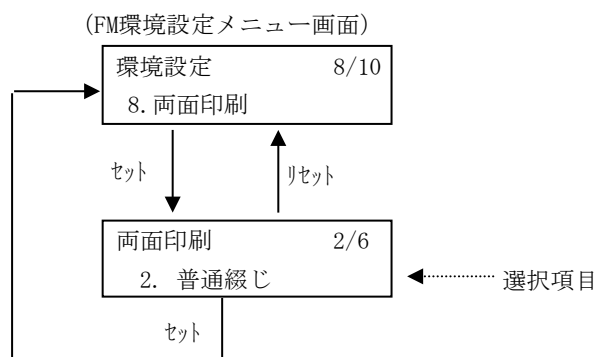 (FM環境設定メニュー画面)
環境設定 8/10
8.両面印刷
ｾｯﾄ ﾘｾｯﾄ
両面印刷 2/6
2. 普通綴じ
選択項目
ｾｯﾄ